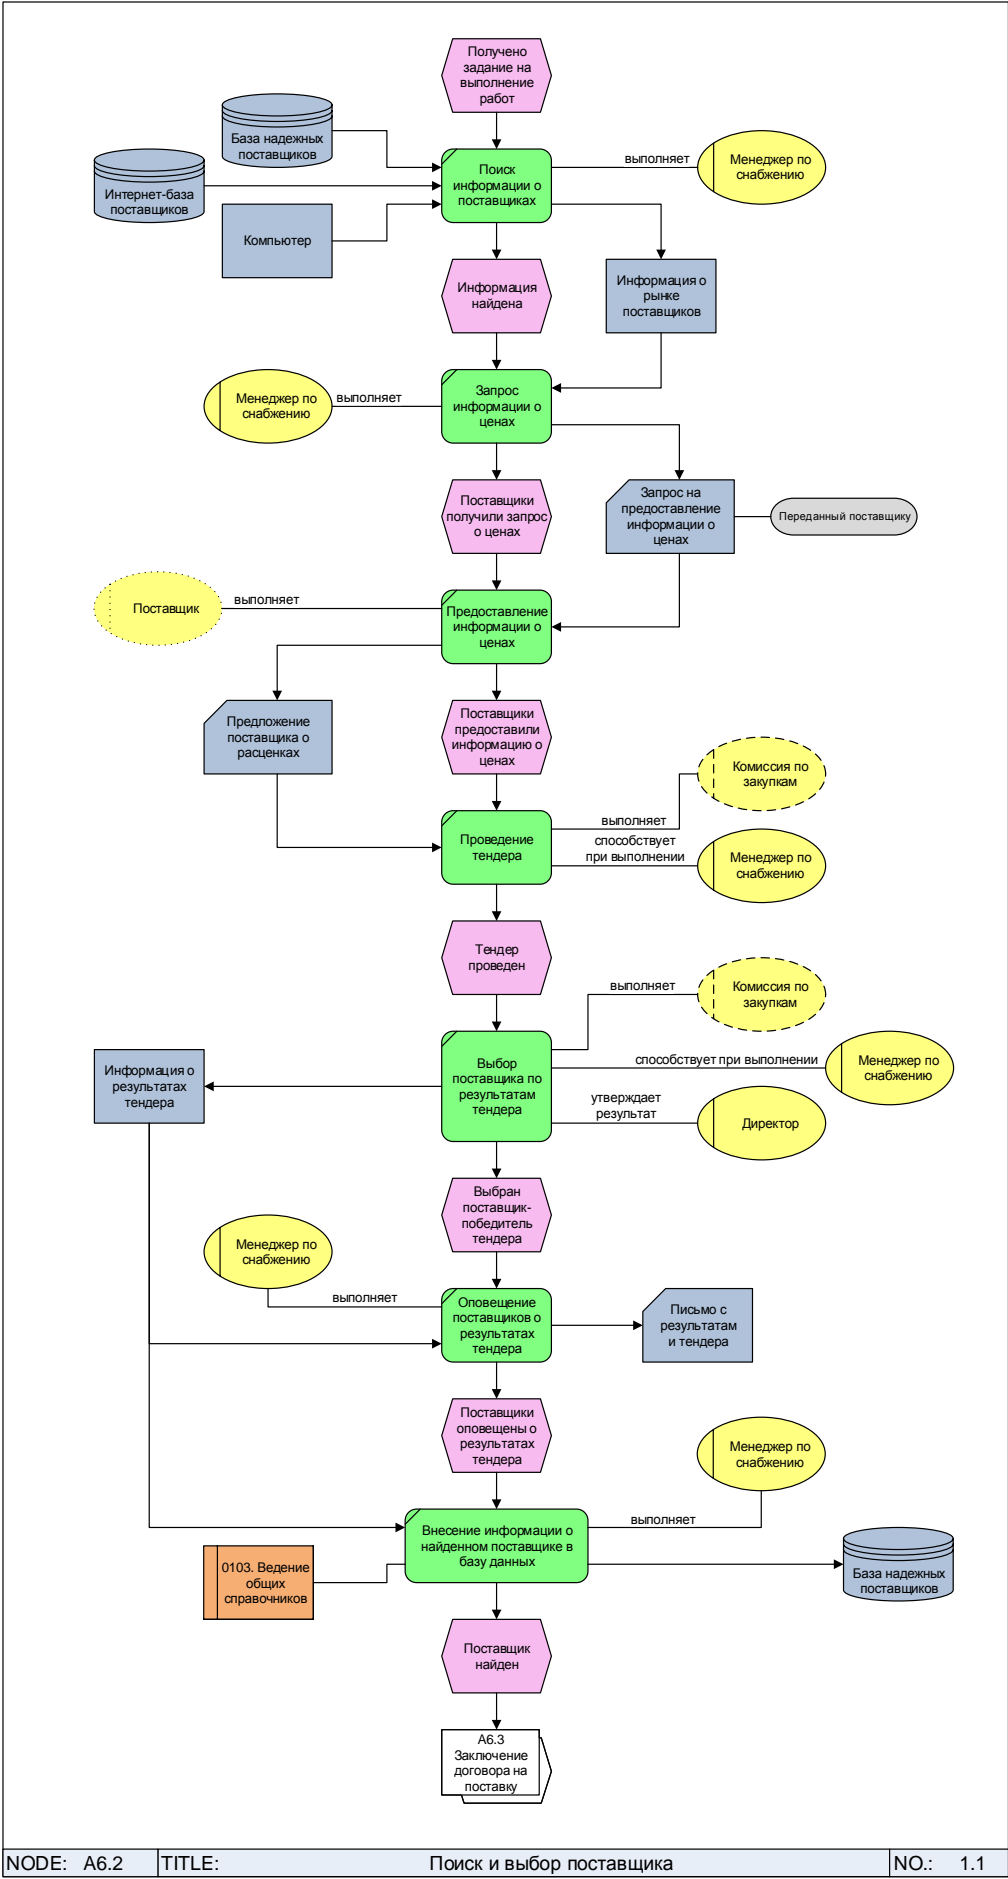 Получено
задание на
выполнение
работ
База надежных
поставщиков
Интернет-база
поставщиков
Компьютер
Поиск
информации о
поставщиках
выполняет
Менеджер по
снабжению
Информация
найдена
Информация о
рынке
поставщиков
Менеджер по
снабжению
выполняет
Запрос
информации о
ценах
Поставщики
получили запрос
о ценах
Запрос на
предоставление
информации о
ценах
Переданный поставщику
Поставщик
выполняет
Предоставление
информации о
ценах
Предложение
поставщика о
расценках
Поставщики
предоставили
информацию о
ценах
Комиссия по
закупкам
выполняет
Проведение
тендера
способствует
при выполнении
Менеджер по
снабжению
Тендер
проведен
выполняет
Комиссия по
закупкам
Информация о
результатах
тендера
Выбор
поставщика по
результатам
тендера
способствует при выполнении
Менеджер по
снабжению
утверждает
результат
Директор
Выбран
поставщик-
победитель
тендера
Менеджер по
снабжению
выполняет
Оповещение
поставщиков о
результатах
тендера
Письмо с
результатам
и тендера
Поставщики
оповещены о
результатах
тендера
Менеджер по
снабжению
выполняет
Внесение информации о
найденном поставщике в
базу данных
0103. Ведение
общих
справочников
База надежных
поставщиков
Поставщик
найден
А6.3
Заключение
договора на
поставку
NODE: A6.2 TITLE: Поиск и выбор поставщика NO.: 1.1